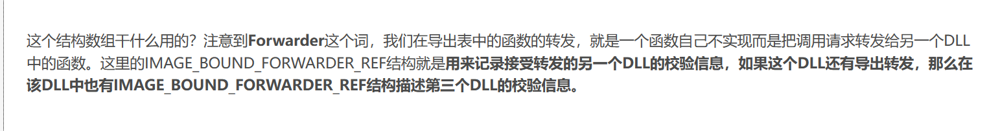 这个结构数组干什么用的？注意到Forwarder这个词，我们在导出表中的函数的转发，就是一个函数自己不实现而是把调用请求转发给另一个DLL
中的函数。这里的IMAGE_BOUND_FORWARDER_REF结构就是用来记录接受转发的另一个DLL的校验信息，如果这个DLL还有导出转发，那么在
该DLL中也有IMAGE_BOUND_FORWARDER_REF结构描述第三个DLL的校验信息。